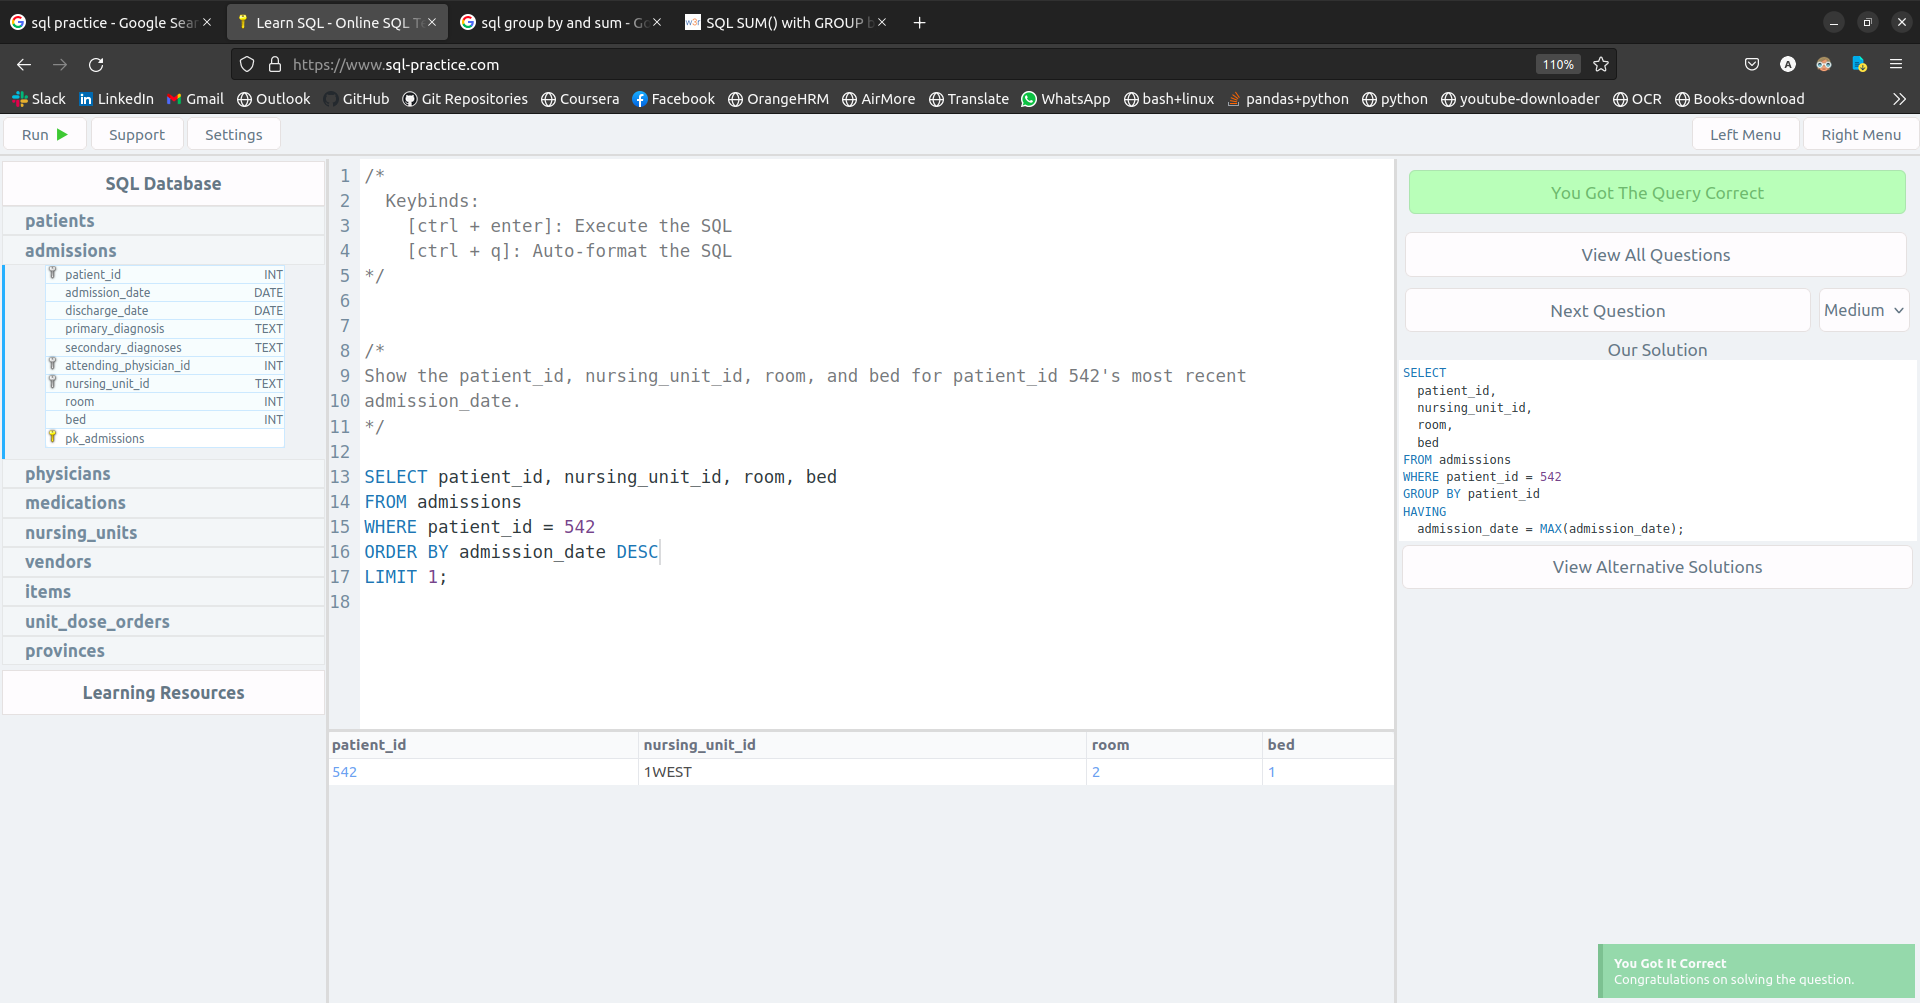 sql practice - Google Sear
Learn SQL - Online SQL Te
sql group by and sum - Go
SQL SUM() with GROUP b
https://www.sql-practice.com
110%
Slack
LinkedIn
Gmail
Outlook
GitHub
Git Repositories
Coursera
Facebook
OrangeHRM
AirMore
Translate
WhatsApp
bash+linux
pandas+python
python
youtube-downloader
OCR
Books-download
Run
Support
Settings
Left Menu
Right Menu
SQL Database
patients
admissions
patient_id INT
admission_date DATE
discharge_date DATE
primary_diagnosis TEXT
secondary_diagnoses TEXT
attending_physician_id INT
nursing_unit_id TEXT
room INT
bed INT
pk_admissions
physicians
medications
nursing_units
vendors
items
unit_dose_orders
provinces
Learning Resources
1 /*
2 Keybinds:
3 [ctrl + enter]: Execute the SQL
4 [ctrl + q]: Auto-format the SQL
5 */
6
7
8 /*
9 Show the patient_id, nursing_unit_id, room, and bed for patient_id 542's most recent
10 admission_date.
11 */
12
13 SELECT patient_id, nursing_unit_id, room, bed
14 FROM admissions
15 WHERE patient_id = 542
16 ORDER BY admission_date DESC
17 LIMIT 1;
18
patient_id nursing_unit_id room bed
542 1WEST 2 1
You Got The Query Correct
View All Questions
Next Question
Medium
Our Solution
SELECT
patient_id,
nursing_unit_id,
room,
bed
FROM admissions
WHERE patient_id = 542
GROUP BY patient_id
HAVING
admission_date = MAX(admission_date);
View Alternative Solutions
You Got It Correct
Congratulations on solving the question.